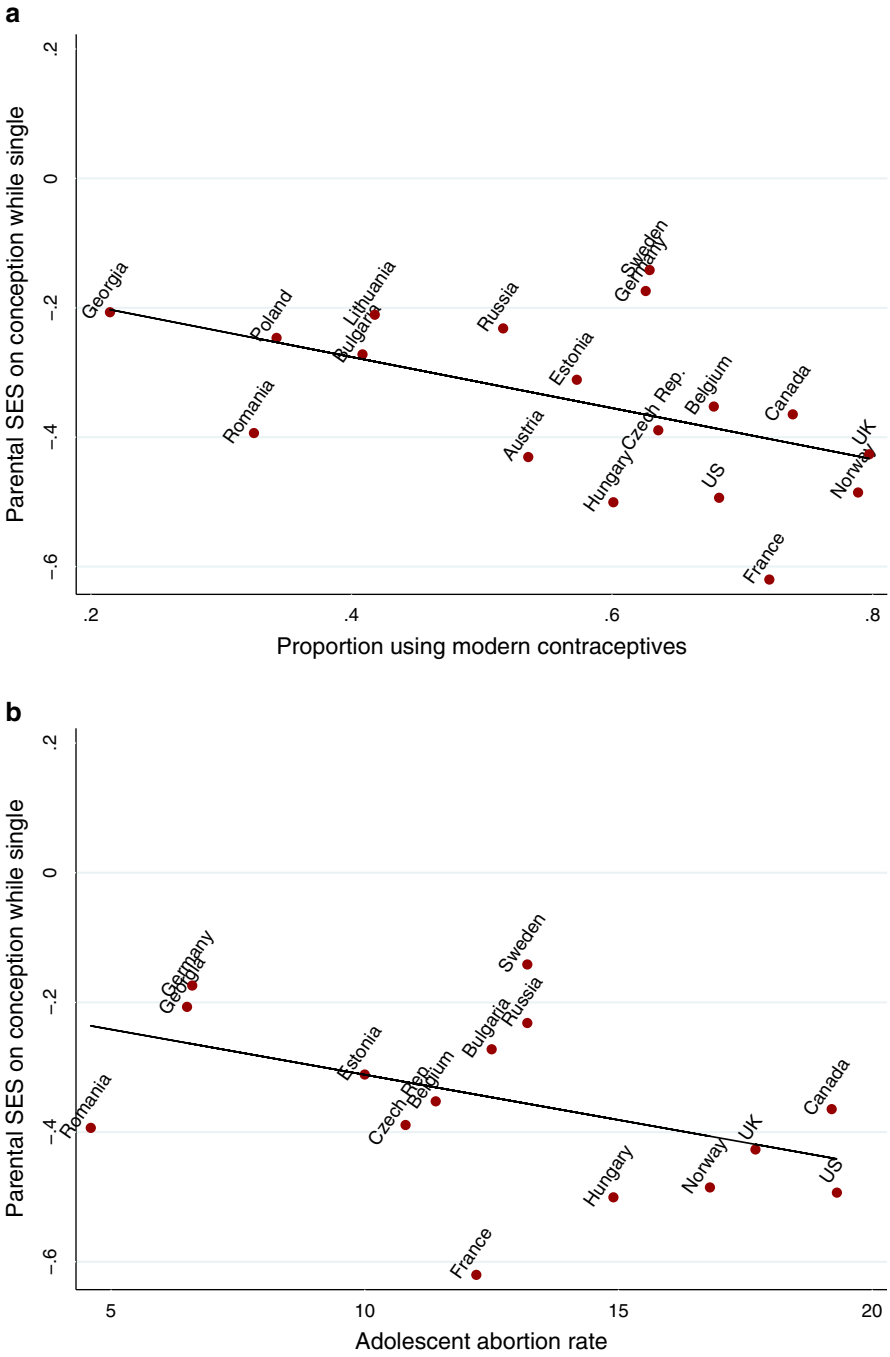 a
Parental SES on conception while single
.2
0
−.2
−.4
−.6
Georgia
Poland
Romania
Lithuania
Bulgaria
Russia
Estonia
Austria
Sweden
Germany
Czech Rep.
Hungary
Belgium
US
Canada
France
UK
Norway
.2 .4 .6 .8
Proportion using modern contraceptives
b
Parental SES on conception while single
.2
0
−.2
−.4
−.6
Germany
Georgia
Romania
Estonia
Czech Rep.
Belgium
Bulgaria
Sweden
Russia
France
Hungary
Norway
UK
Canada
US
5 10 15 20
Adolescent abortion rate